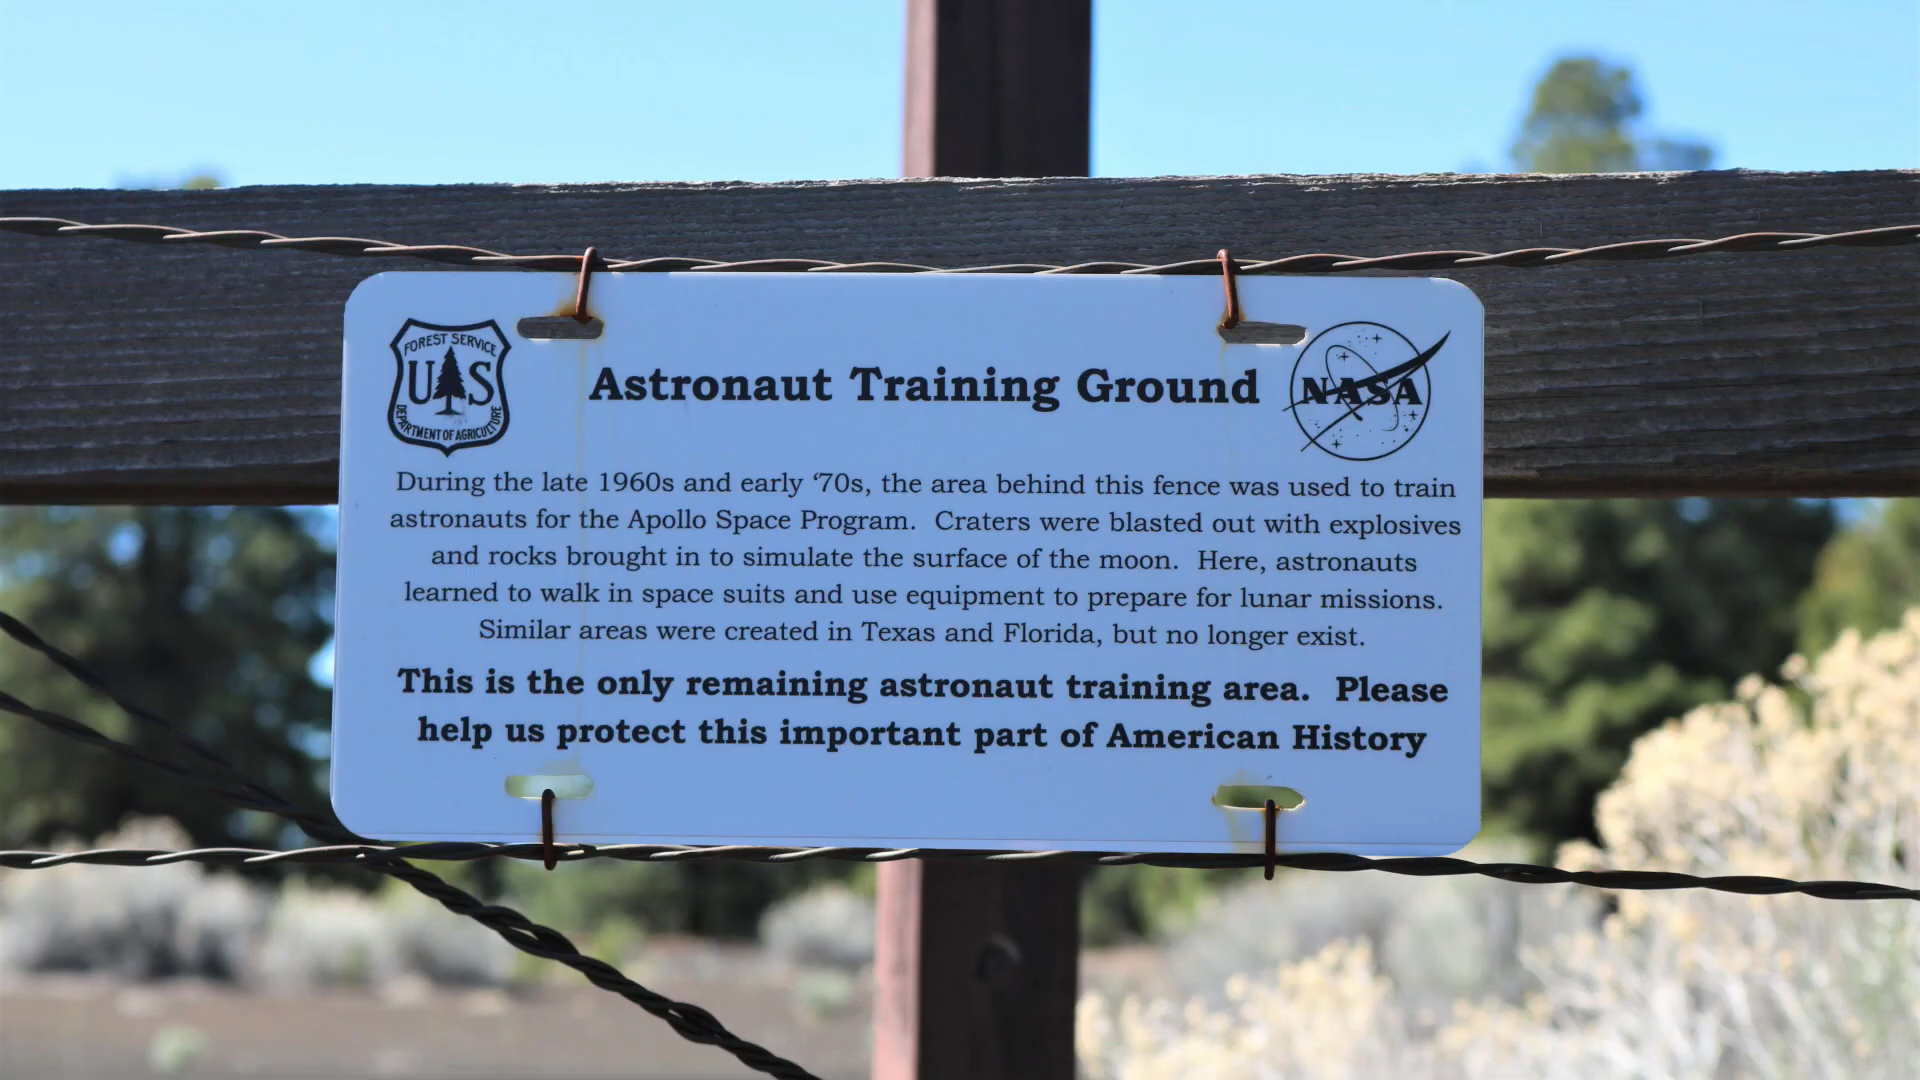 FOREST SERVICE
U S
DEPARTMENT OF AGRICULTURE
Astronaut Training Ground
NASA
During the late 1960s and early ‘70s, the area behind this fence was used to train
astronauts for the Apollo Space Program.  Craters were blasted out with explosives
and rocks brought in to simulate the surface of the moon.  Here, astronauts
learned to walk in space suits and use equipment to prepare for lunar missions.
Similar areas were created in Texas and Florida, but no longer exist.
This is the only remaining astronaut training area.  Please
help us protect this important part of American History